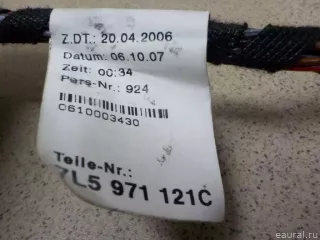 Z.DT.: 20.04.2006
Datum: 06.10.07
Zeit: 00:34
Pers-Nr.: 924
0610003430
Teile-Nr.:
7L5 971 121C
eaural.ru